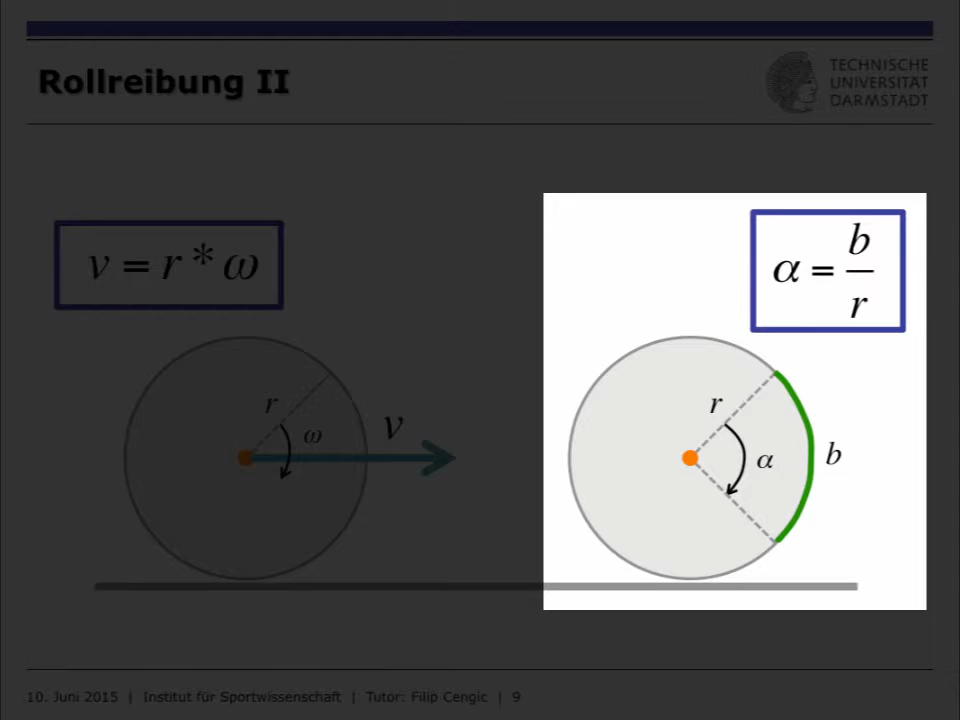 Rollreibung II
TECHNISCHE
UNIVERSITÄT
DARMSTADT
v = r * ω
α = b/r
r
ω
v
r
α
b
10. Juni 2015 | Institut für Sportwissenschaft | Tutor: Filip Cengic | 9